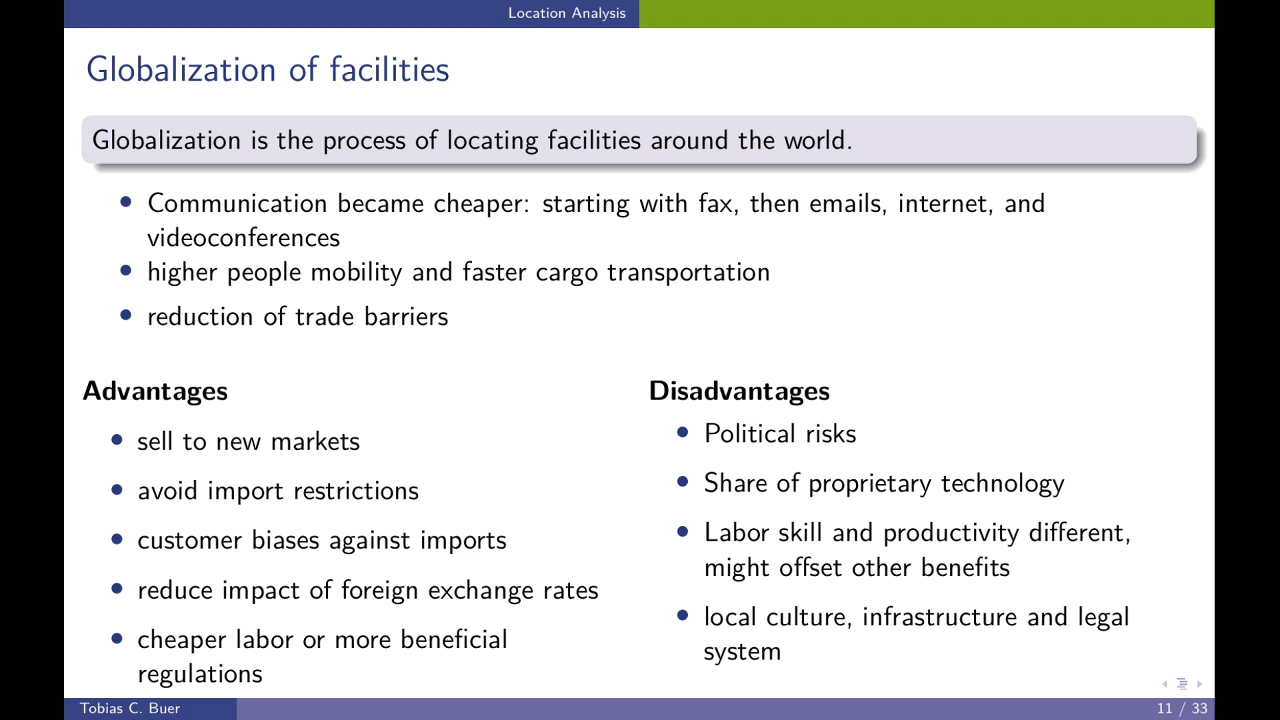 Location Analysis
Globalization of facilities
Globalization is the process of locating facilities around the world.
• Communication became cheaper: starting with fax, then emails, internet, and
videoconferences
• higher people mobility and faster cargo transportation
• reduction of trade barriers
Advantages
• sell to new markets
• avoid import restrictions
• customer biases against imports
• reduce impact of foreign exchange rates
• cheaper labor or more beneficial
regulations
Disadvantages
• Political risks
• Share of proprietary technology
• Labor skill and productivity different,
might offset other benefits
• local culture, infrastructure and legal
system
Tobias C. Buer
11 / 33